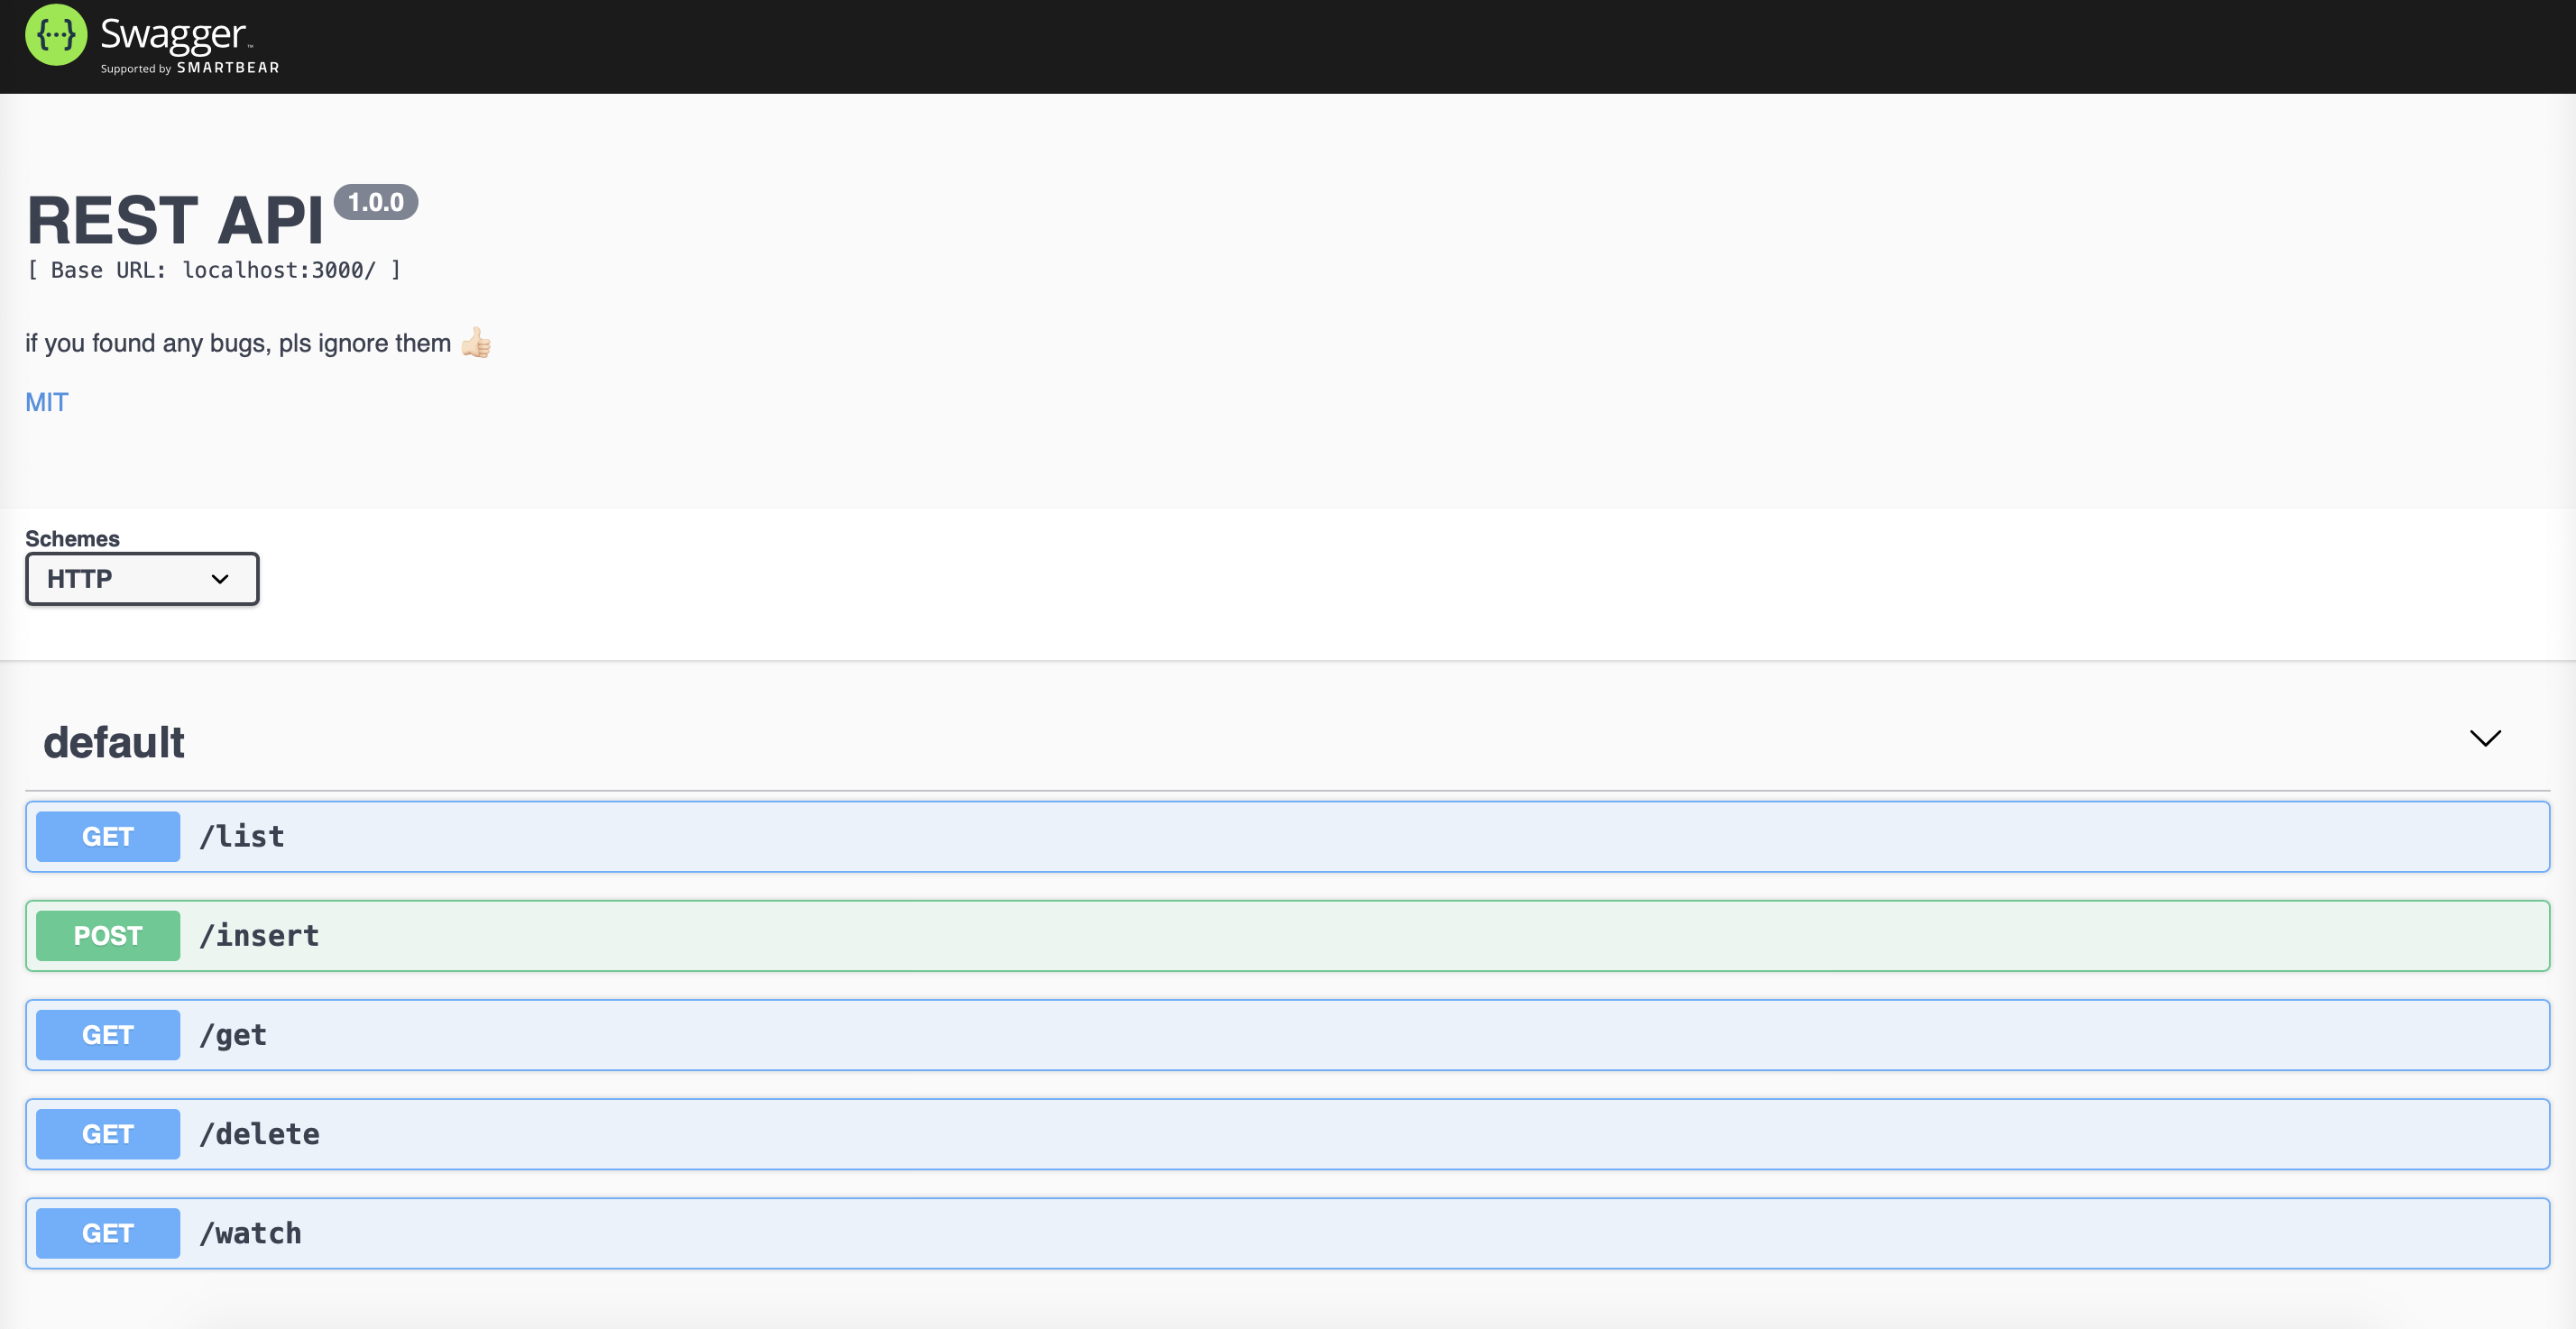 {···} Swagger™
Supported by SMARTBEAR
REST API 1.0.0
[ Base URL: localhost:3000/ ]
if you found any bugs, pls ignore them 👍🏻
MIT
Schemes
HTTP
default
GET /list
POST /insert
GET /get
GET /delete
GET /watch